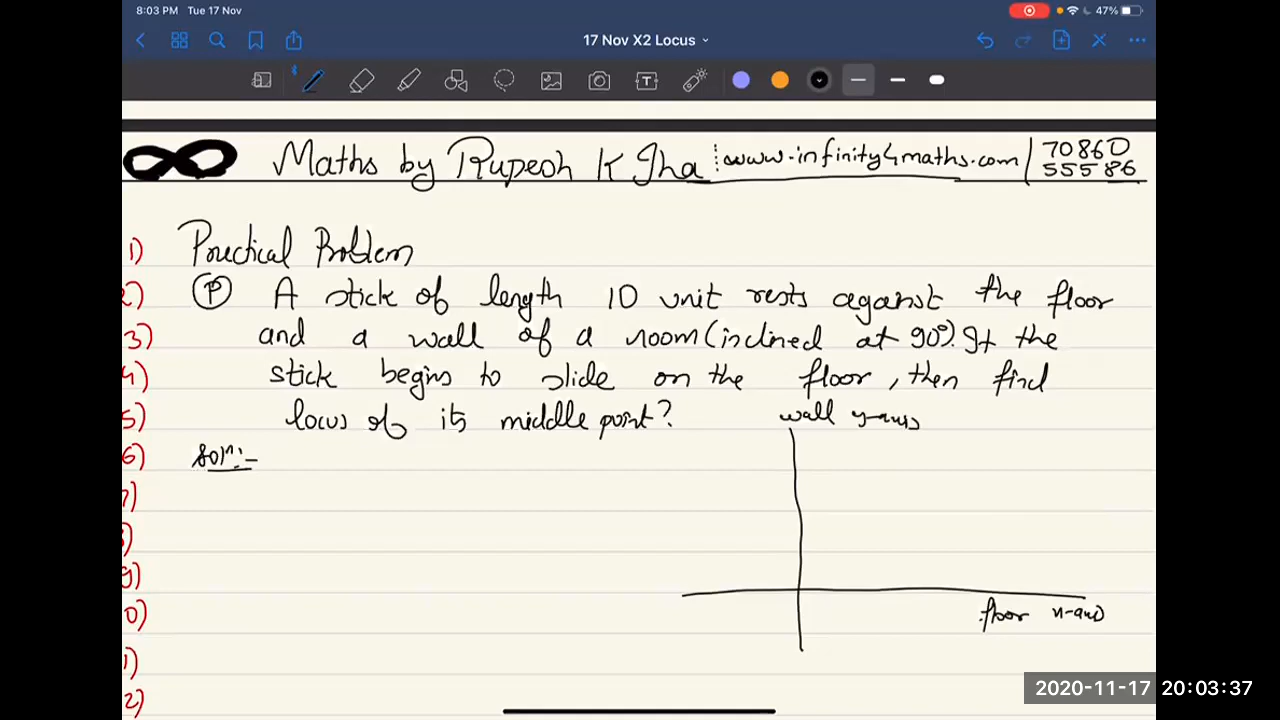 8:03 PM Tue 17 Nov
47%
17 Nov X2 Locus
Maths by Rupesh K Jha www.infinity4maths.com 70860 55586
1) Practical Problem
2) (P) A stick of length 10 unit rests against the floor
3) and a wall of a room (inclined at 90°). If the
4) stick begins to slide on the floor, then find
5) locus of its middle point?
wall y-axis
6) Soln:-
7)
8)
9)
0)
floor x-axis
1)
2)
2020-11-17 20:03:37